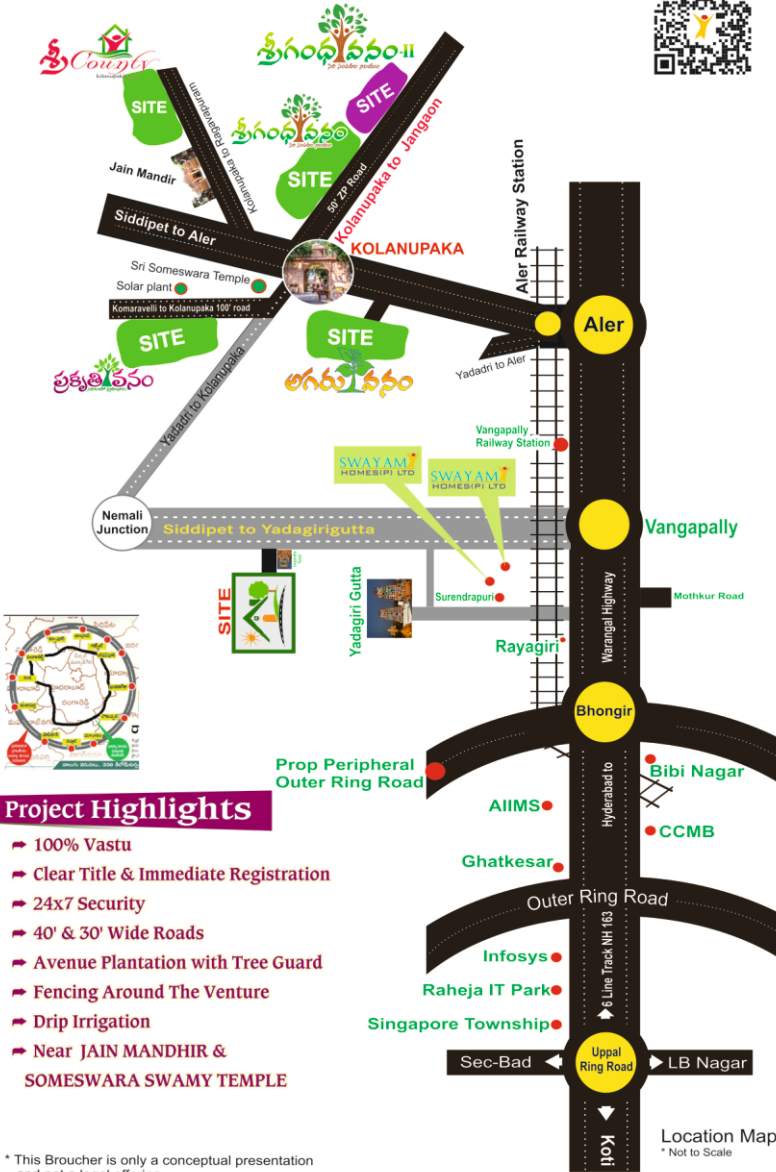 శ్రీ County
kolanupaka
శ్రీగంధవనం-II
SITE
SITE
శ్రీగంధవనం
SITE
Kolanupaka to Ragavapuram
Jain Mandir
50' ZP Road
Kolanupaka to Jangaon
Aler Railway Station
Siddipet to Aler
KOLANUPAKA
Sri Someswara Temple
Solar plant
Komaravelli to Kolanupaka 100' road
SITE
ప్రకృతివనం
SITE
అగరువనం
Aler
Yadadri to Aler
Yadadri to Kolanupaka
Vangapally
Railway Station
SWAYAM
HOMES(P) LTD
SWAYAM
HOMES(P) LTD
Nemali
Junction
Siddipet to Yadagirigutta
Vangapally
SITE
Yadagiri Gutta
Surendrapuri
Mothkur Road
Warangal Highway
Rayagiri
Bhongir
Prop Peripheral
Outer Ring Road
Hyderabad to
Bibi Nagar
AIIMS
CCMB
Ghatkesar
Outer Ring Road
6 Line Track NH 163
Infosys
Raheja IT Park
Singapore Township
Sec-Bad
Uppal
Ring Road
LB Nagar
Koti
Project Highlights
100% Vastu
Clear Title & Immediate Registration
24x7 Security
40' & 30' Wide Roads
Avenue Plantation with Tree Guard
Fencing Around The Venture
Drip Irrigation
Near JAIN MANDHIR &
SOMESWARA SWAMY TEMPLE
Location Map
* Not to Scale
* This Broucher is only a conceptual presentation